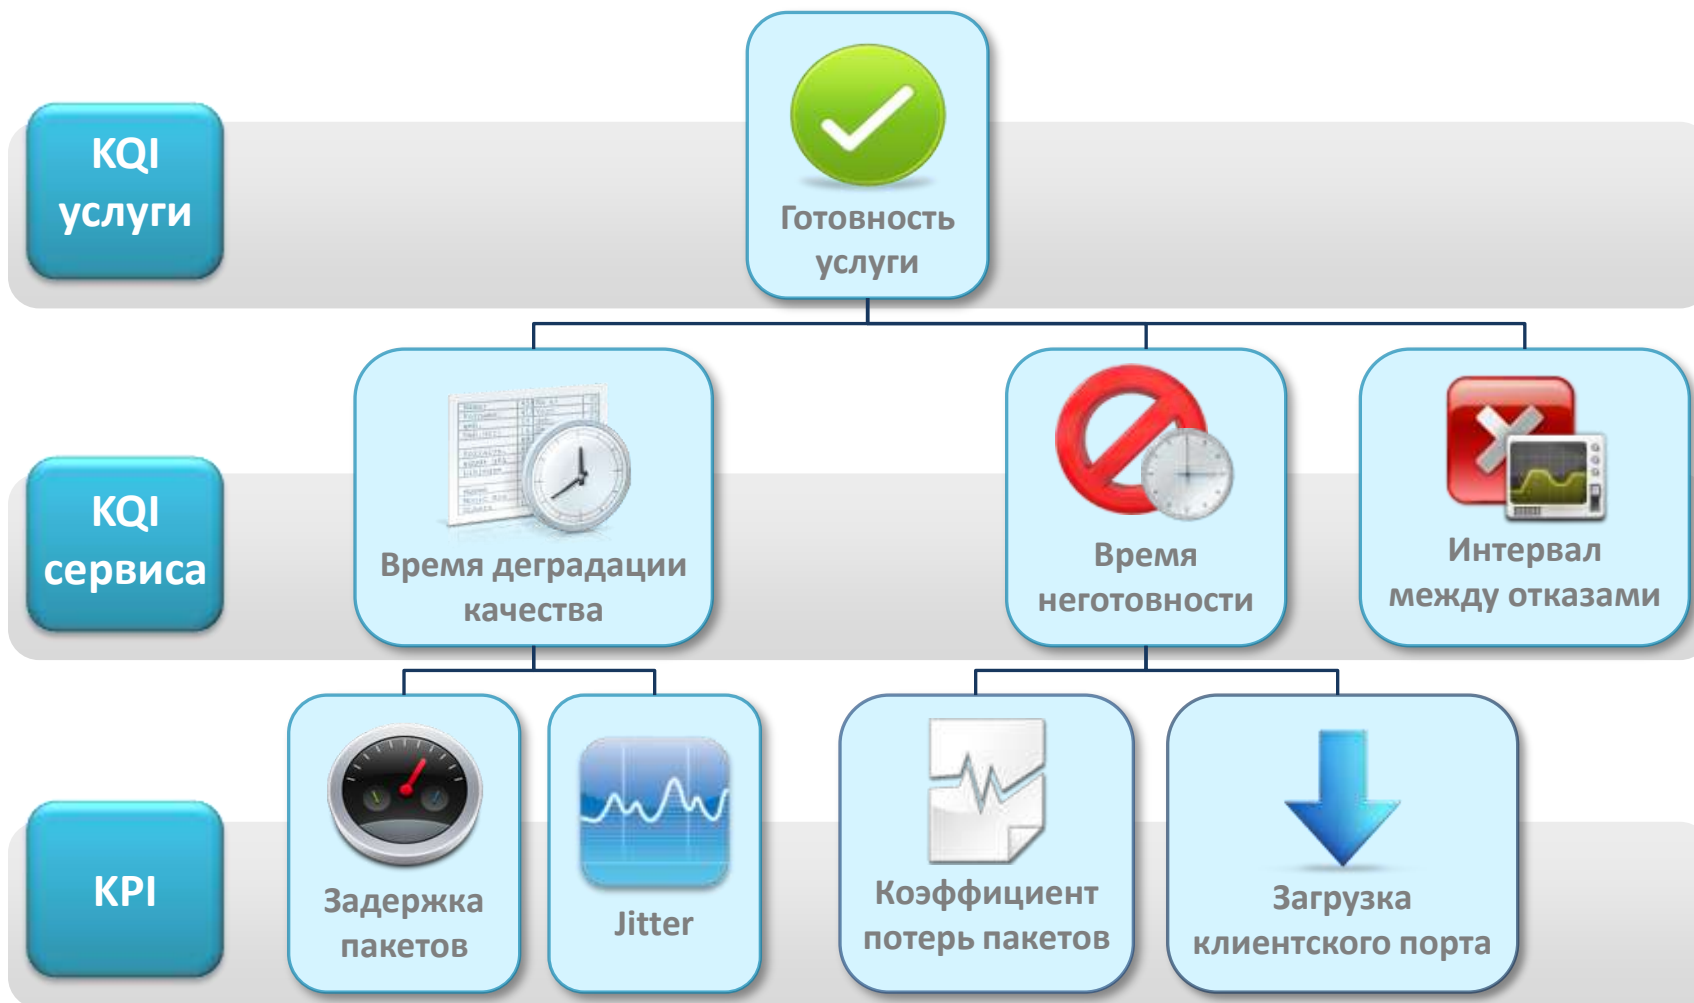 KQI
услуги
Готовность
услуги
KQI
сервиса
Время деградации
качества
Время
неготовности
Интервал
между отказами
KPI
Задержка
пакетов
Jitter
Коэффициент
потерь пакетов
Загрузка
клиентского порта